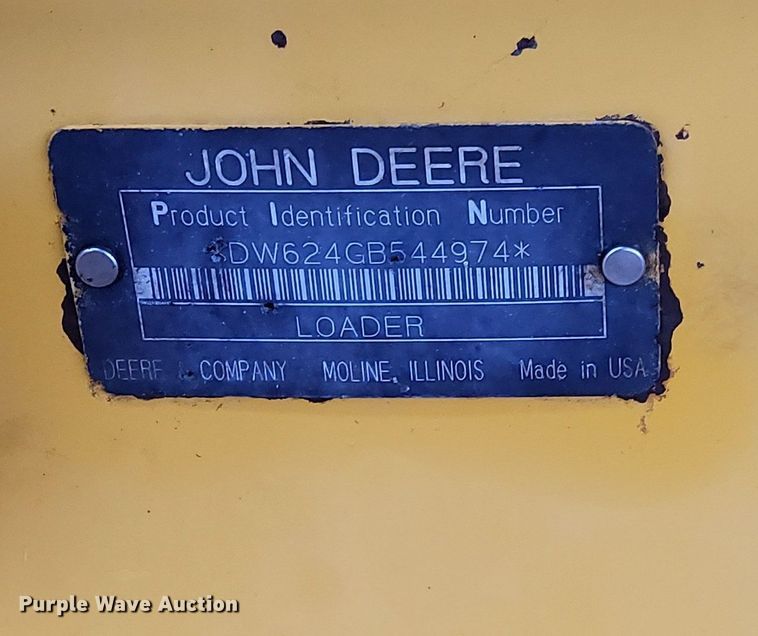 JOHN DEERE
Product Identification Number
*DW624GB544974*
LOADER
DEERE & COMPANY MOLINE, ILLINOIS Made in USA
Purple Wave Auction